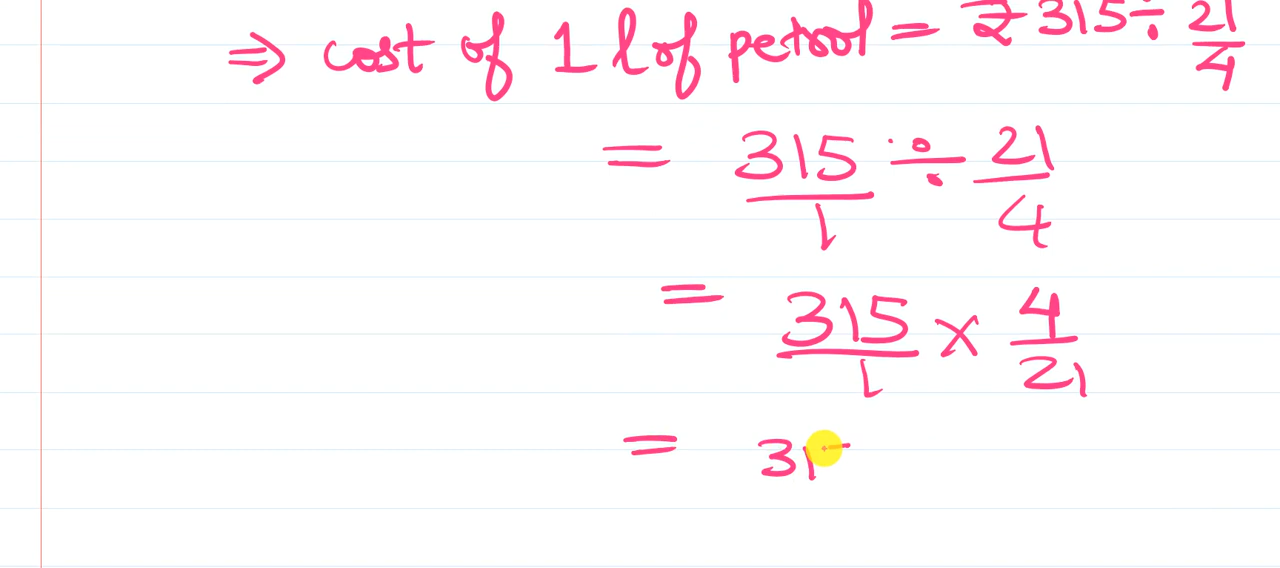 ⇒ cost of 1 l of petrol = ₹ 315 ÷ 21/4
= 315/1 ÷ 21/4
= 315/1 × 4/21
= 31